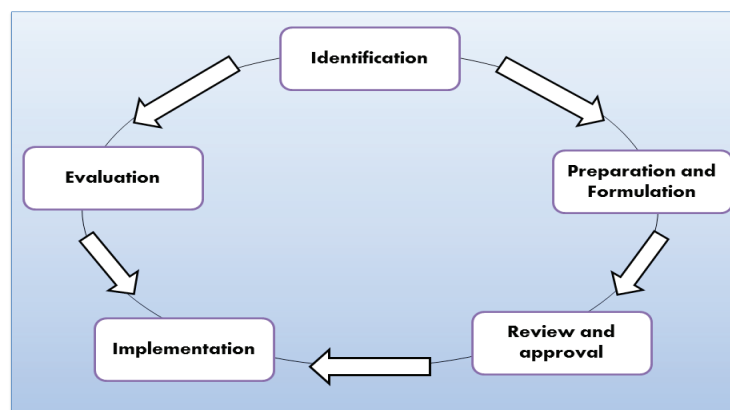 Identification
Evaluation
Preparation and
Formulation
Implementation
Review and
approval